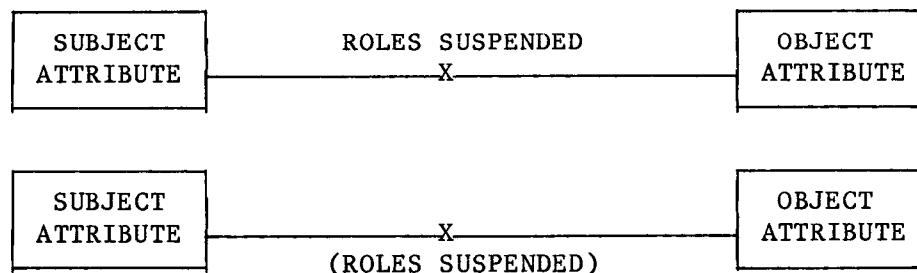 SUBJECT ROLES SUSPENDED OBJECT
ATTRIBUTE X ATTRIBUTE
SUBJECT OBJECT
ATTRIBUTE X ATTRIBUTE
(ROLES SUSPENDED)